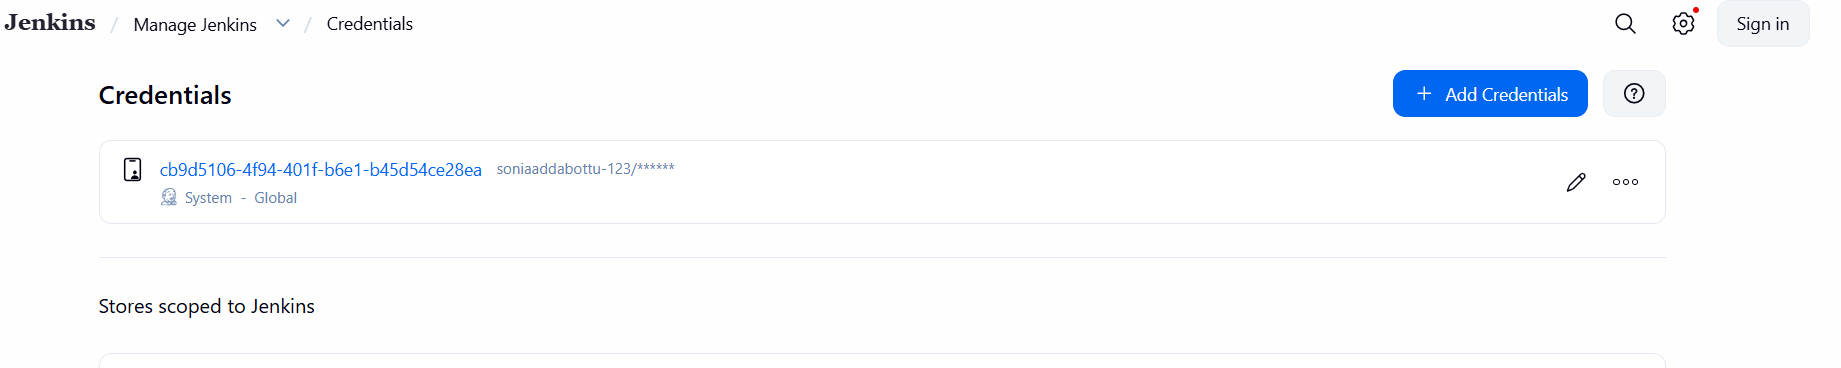 Jenkins / Manage Jenkins / Credentials
Sign in
Credentials
+ Add Credentials
cb9d5106-4f94-401f-b6e1-b45d54ce28ea soniaaddabottu-123/******
System - Global
Stores scoped to Jenkins